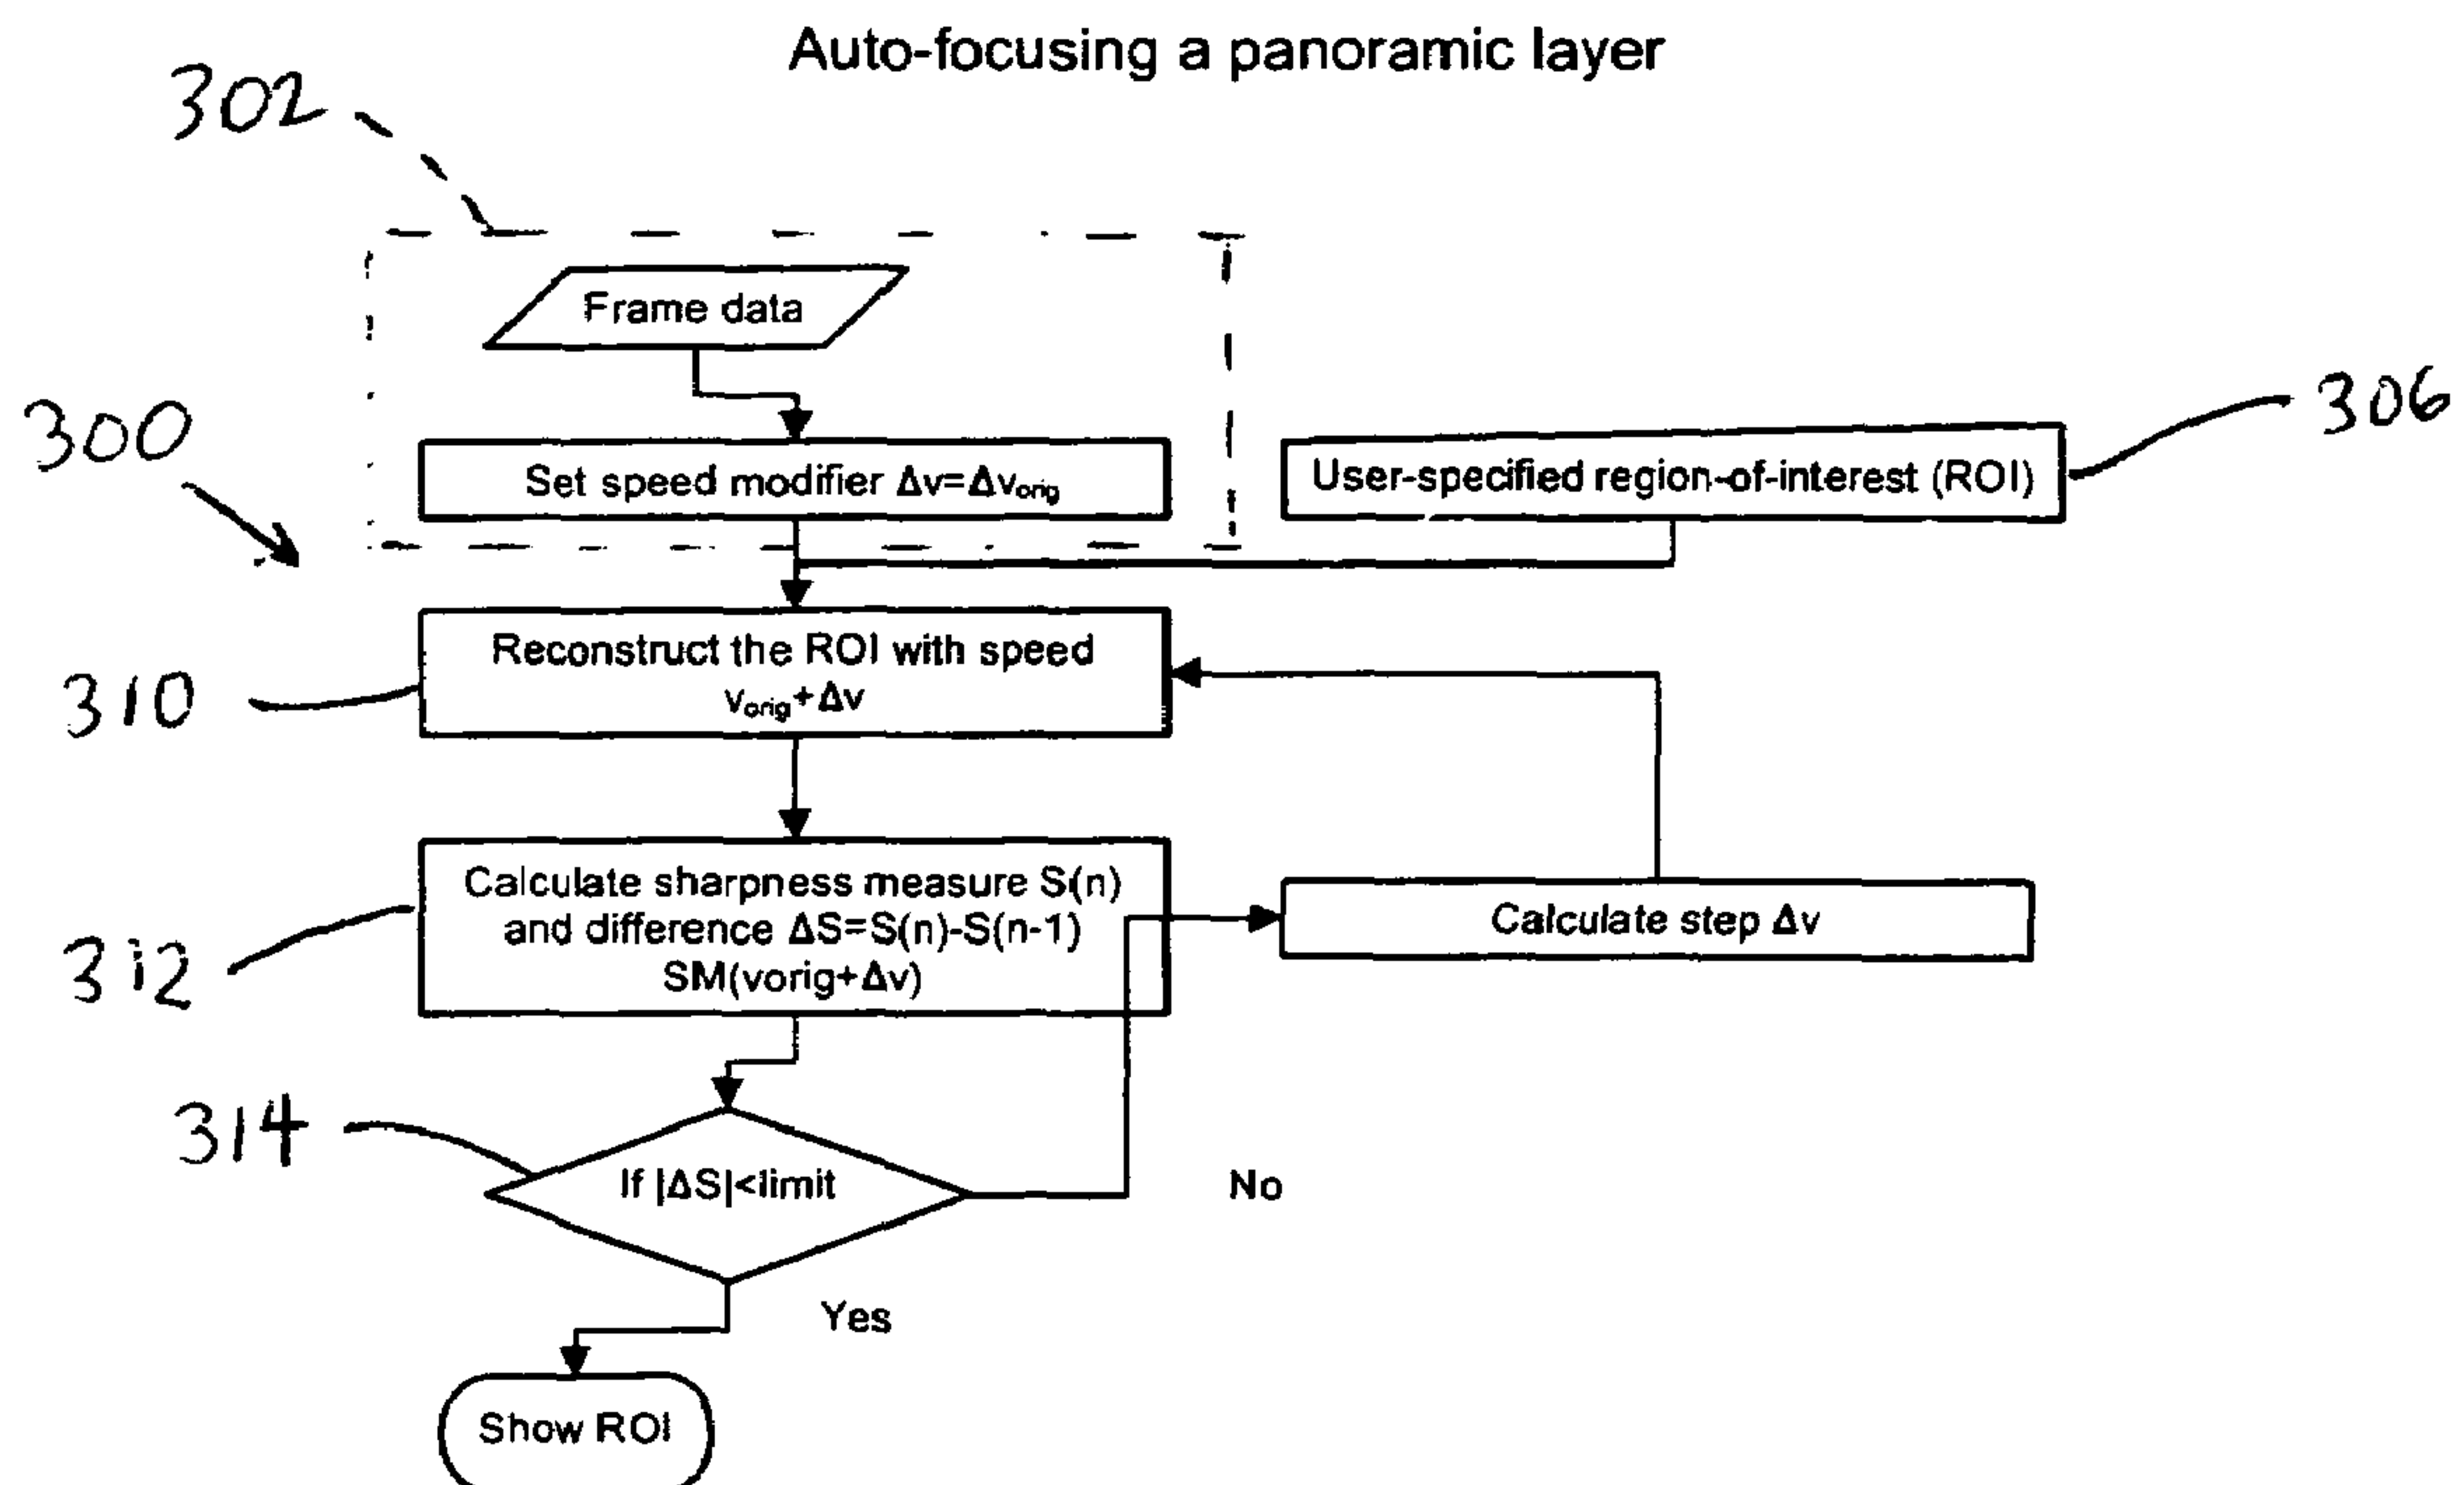 Auto-focusing a panoramic layer
302
Frame data
300
306
Set speed modifier Δv=Δvorig
User-specified region-of-interest (ROI)
Reconstruct the ROI with speed
vorig+Δv
310
Calculate sharpness measure S(n)
and difference ΔS=S(n)-S(n-1)
SM(vorig+Δv)
Calculate step Δv
312
314
If |ΔS|<limit
No
Yes
Show ROI